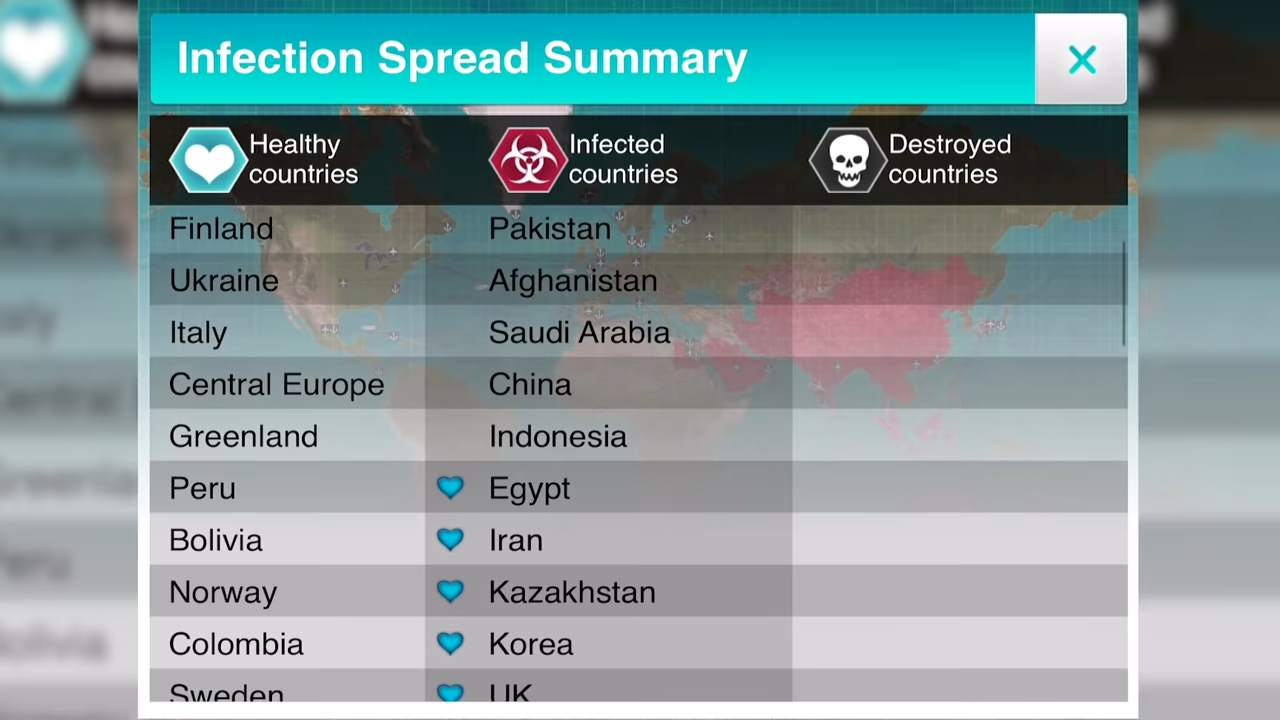 Infection Spread Summary
Healthy
countries
Infected
countries
Destroyed
countries
Finland Pakistan
Ukraine Afghanistan
Italy Saudi Arabia
Central Europe China
Greenland Indonesia
Peru Egypt
Bolivia Iran
Norway Kazakhstan
Colombia Korea
Sweden UK